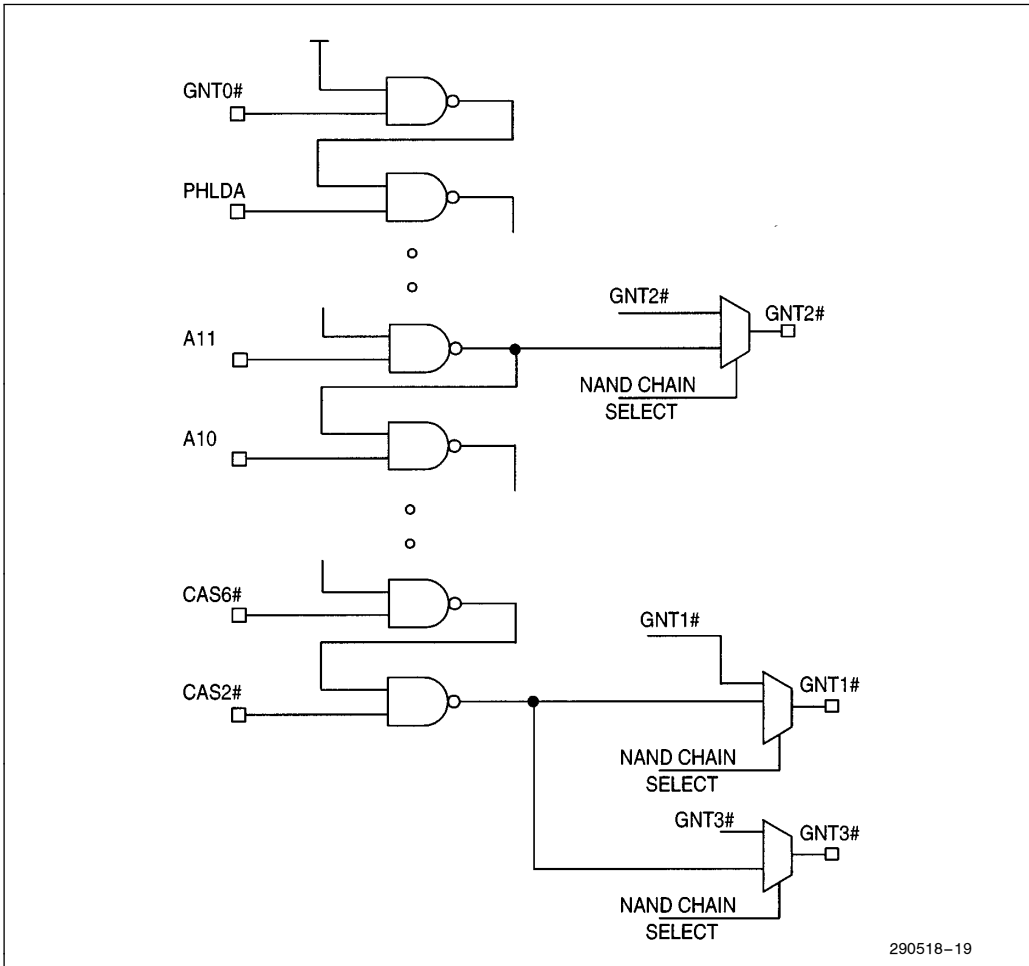 GNT0#
PHLDA
GNT2#
GNT2#
A11
NAND CHAIN
SELECT
A10
CAS6#
GNT1#
CAS2#
GNT1#
NAND CHAIN
SELECT
GNT3#
GNT3#
NAND CHAIN
SELECT
290518–19